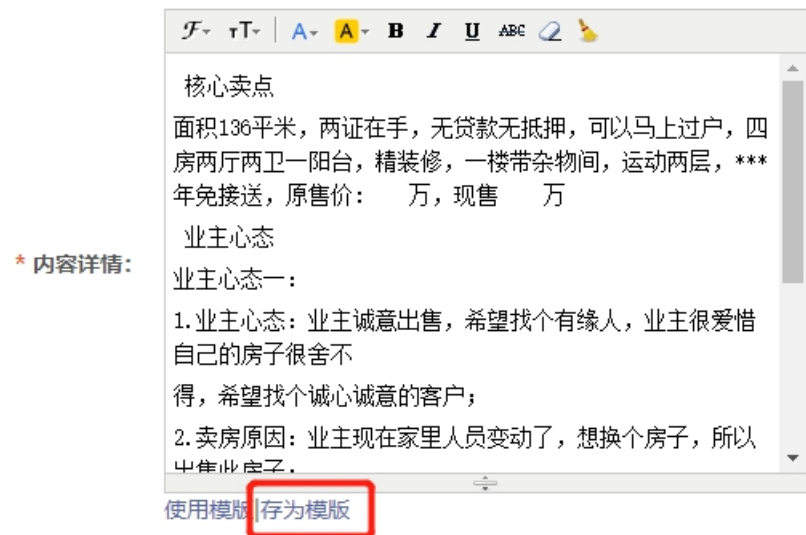 ℱ TT A A B I U ABC
核心卖点
面积136平米，两证在手，无贷款无抵押，可以马上过户，四
房两厅两卫一阳台，精装修，一楼带杂物间，运动两层，***
年免接送，原售价： 万，现售 万
业主心态
* 内容详情：
业主心态一：
1.业主心态：业主诚意出售，希望找个有缘人，业主很爱惜
自己的房子很舍不
得，希望找个诚心诚意的客户；
2.卖房原因：业主现在家里人员变动了，想换个房子，所以
出售此房子；
使用模版|存为模版